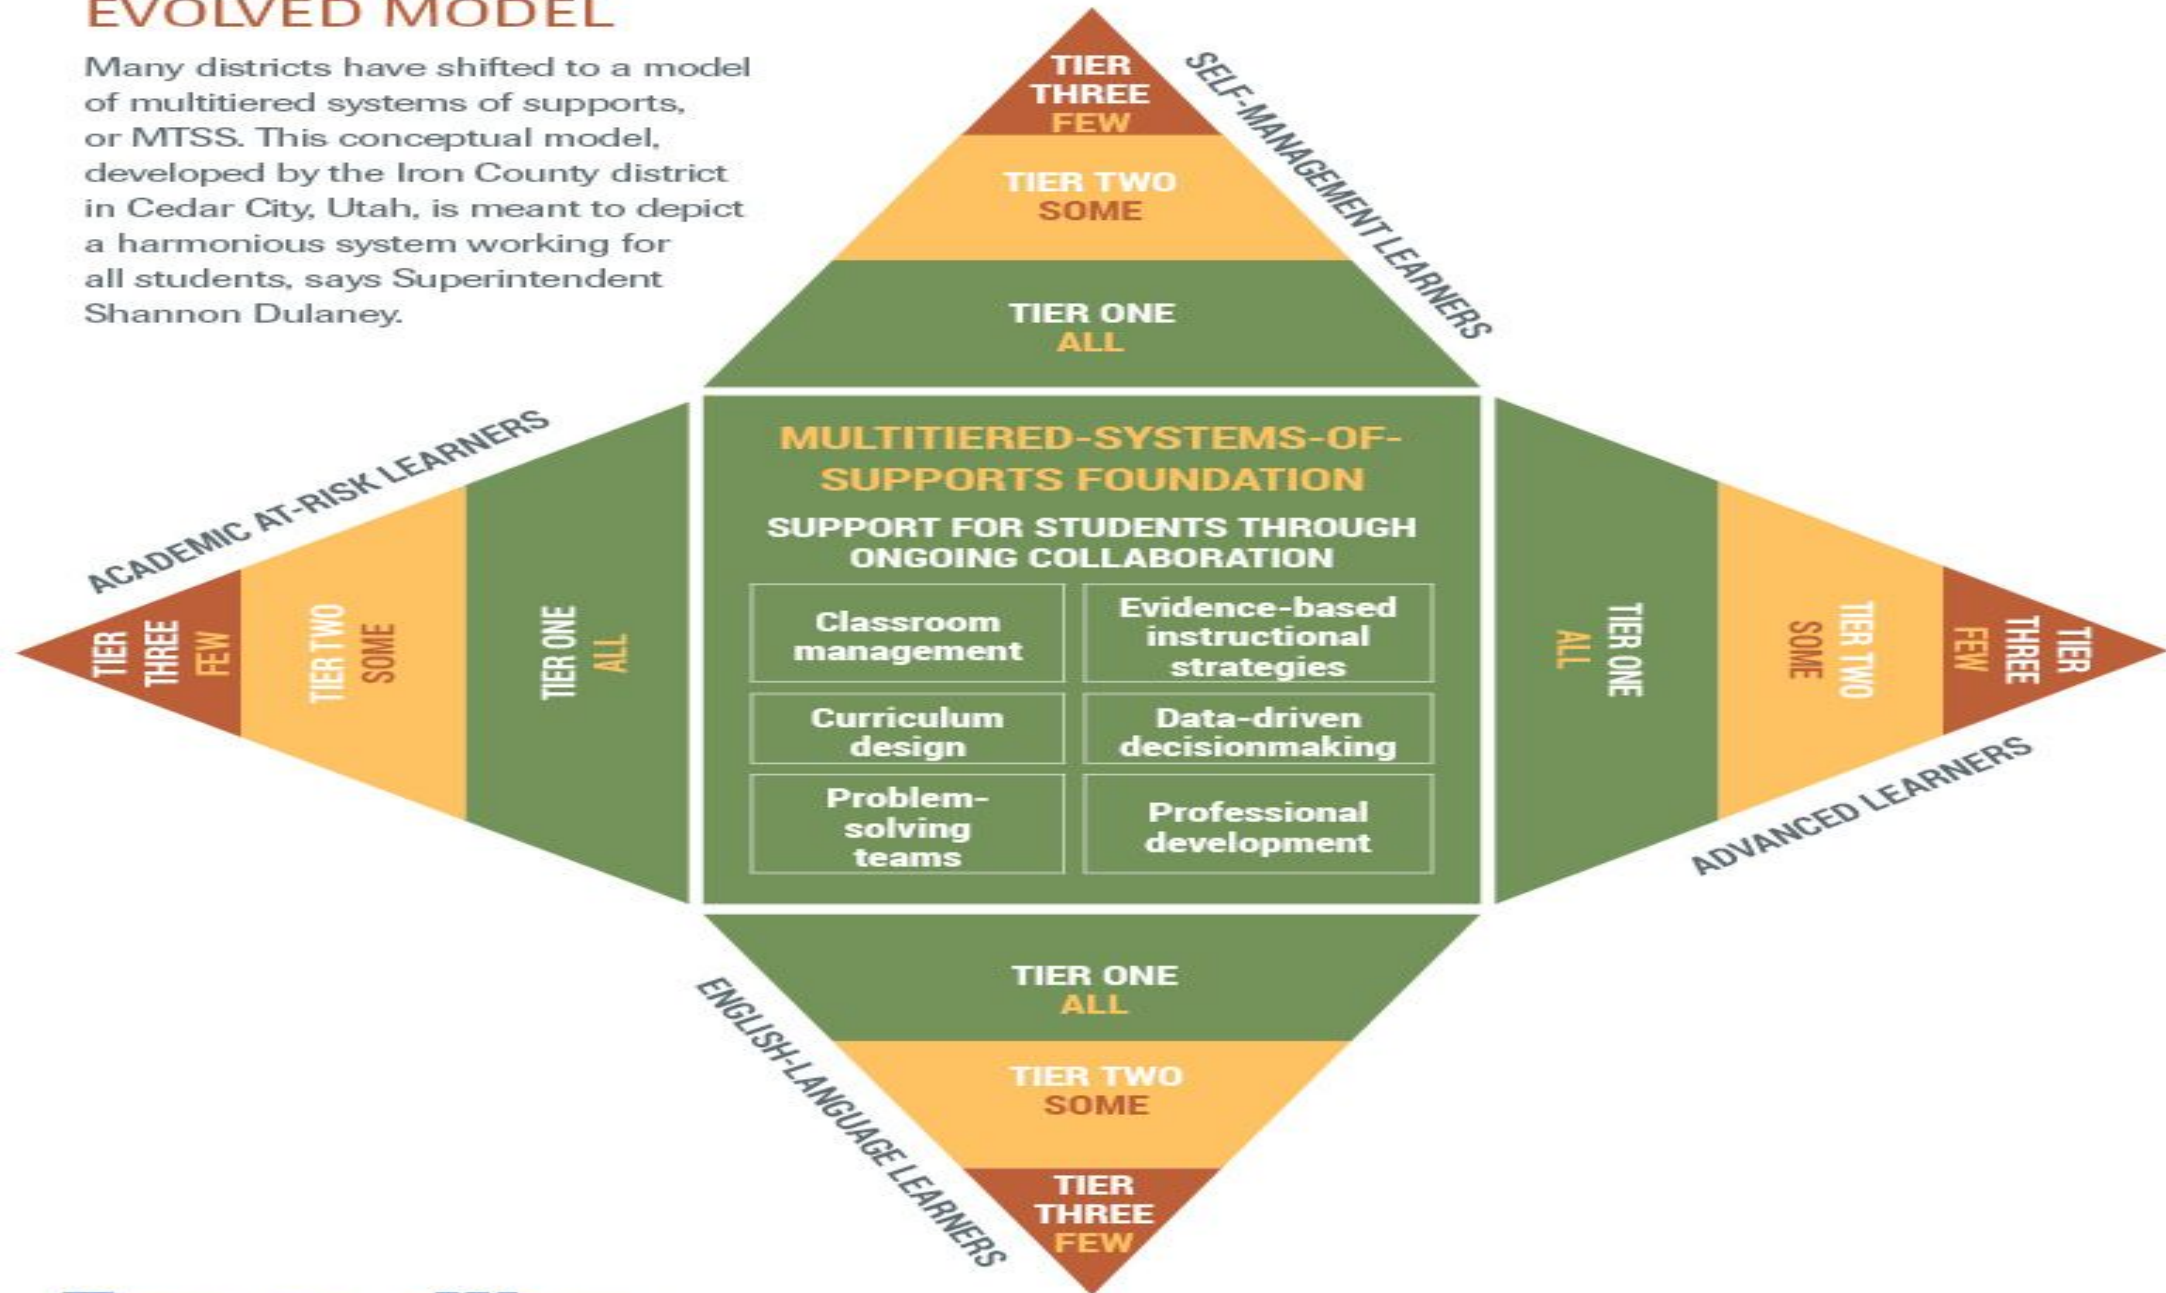 EVOLVED MODEL
Many districts have shifted to a model
of multitiered systems of supports,
or MTSS. This conceptual model,
developed by the Iron County district
in Cedar City, Utah, is meant to depict
a harmonious system working for
all students, says Superintendent
Shannon Dulaney.
TIER
THREE
FEW
TIER TWO
SOME
TIER ONE
ALL
SELF-MANAGEMENT LEARNERS
ACADEMIC AT-RISK LEARNERS
TIER
THREE
FEW
TIER TWO
SOME
TIER ONE
ALL
MULTITIERED-SYSTEMS-OF-
SUPPORTS FOUNDATION
SUPPORT FOR STUDENTS THROUGH
ONGOING COLLABORATION
Classroom
management
Evidence-based
instructional
strategies
Curriculum
design
Data-driven
decisionmaking
Problem-
solving
teams
Professional
development
TIER ONE
ALL
TIER TWO
SOME
TIER
THREE
FEW
ADVANCED LEARNERS
TIER ONE
ALL
TIER TWO
SOME
TIER
THREE
FEW
ENGLISH-LANGUAGE LEARNERS